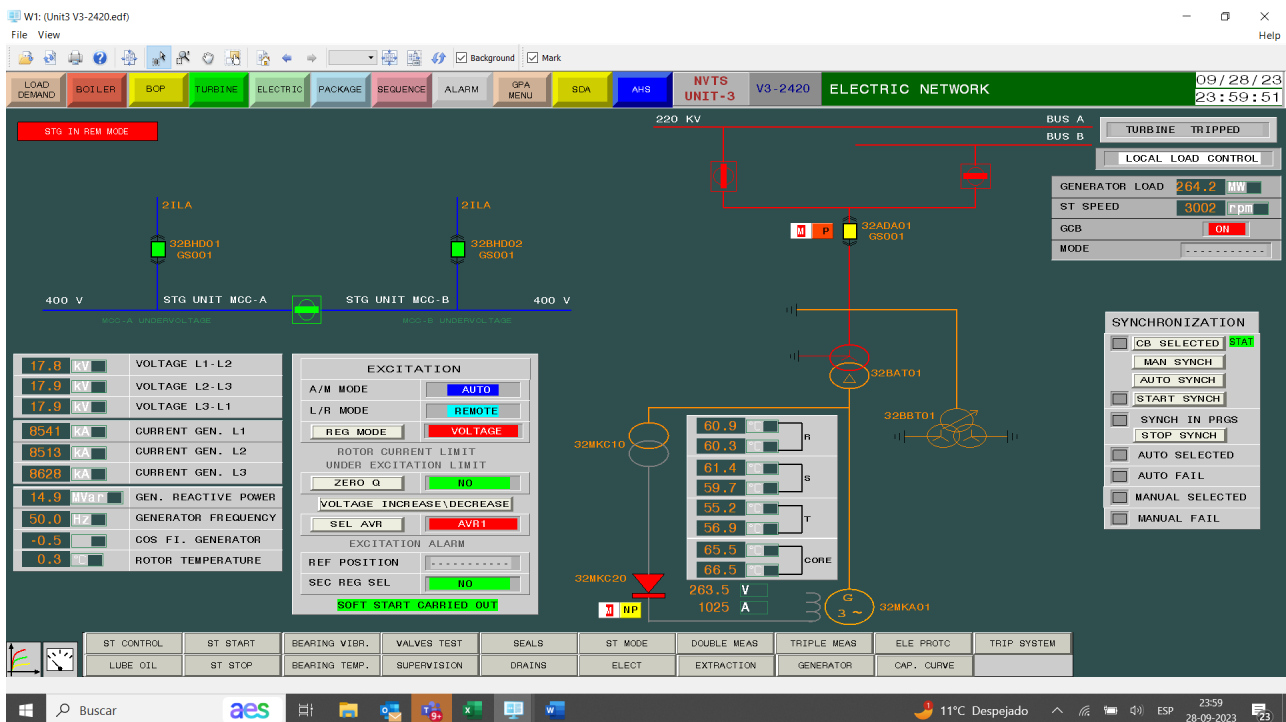 W1: (Unit3 V3-2420.edf)
File View Help
Background Mark
LOAD DEMAND BOILER BOP TURBINE ELECTRIC PACKAGE SEQUENCE ALARM GPA MENU SDA AHS NVTS UNIT-3 V3-2420 ELECTRIC NETWORK 09/28/23
23:59:51
STG IN REM MODE
220 KV BUS A
BUS B
TURBINE TRIPPED
LOCAL LOAD CONTROL
GENERATOR LOAD 264.2 MW
ST SPEED 3002 rpm
GCB ON
MODE -----------
2ILA 2ILA
32BHD01 GS001
32BHD02 GS001
M P 32ADA01 GS001
400 V STG UNIT MCC-A STG UNIT MCC-B 400 V
MCC-A UNDERVOLTAGE MCC-B UNDERVOLTAGE
17.8 KV VOLTAGE L1-L2
17.9 KV VOLTAGE L2-L3
17.9 KV VOLTAGE L3-L1
8541 KA CURRENT GEN. L1
8513 KA CURRENT GEN. L2
8628 KA CURRENT GEN. L3
14.9 MVar GEN. REACTIVE POWER
50.0 Hz GENERATOR FREQUENCY
-0.5 COS FI. GENERATOR
0.3 °C ROTOR TEMPERATURE
EXCITATION
A/M MODE AUTO
L/R MODE REMOTE
REG MODE VOLTAGE
ROTOR CURRENT LIMIT
UNDER EXCITATION LIMIT
ZERO Q NO
VOLTAGE INCREASE\DECREASE
SEL AVR AVR1
EXCITATION ALARM
REF POSITION -----------
SEC REG SEL NO
SOFT START CARRIED OUT
32BAT01
32BBT01
32MKC10
60.9 °C
60.3 °C R
61.4 °C
59.7 °C S
55.2 °C
56.9 °C T
65.5 °C
66.5 °C CORE
32MKC20
M NP
263.5 V
1025 A
G
3 ~
32MKA01
SYNCHRONIZATION
CB SELECTED STAT
MAN SYNCH
AUTO SYNCH
START SYNCH
SYNCH IN PRGS
STOP SYNCH
AUTO SELECTED
AUTO FAIL
MANUAL SELECTED
MANUAL FAIL
ST CONTROL ST START BEARING VIBR. VALVES TEST SEALS ST MODE DOUBLE MEAS TRIPLE MEAS ELE PROTC TRIP SYSTEM
LUBE OIL ST STOP BEARING TEMP. SUPERVISION DRAINS ELECT EXTRACTION GENERATOR CAP. CURVE
Buscar aes 9+ 11°C Despejado ESP 23:59
28-09-2023 23